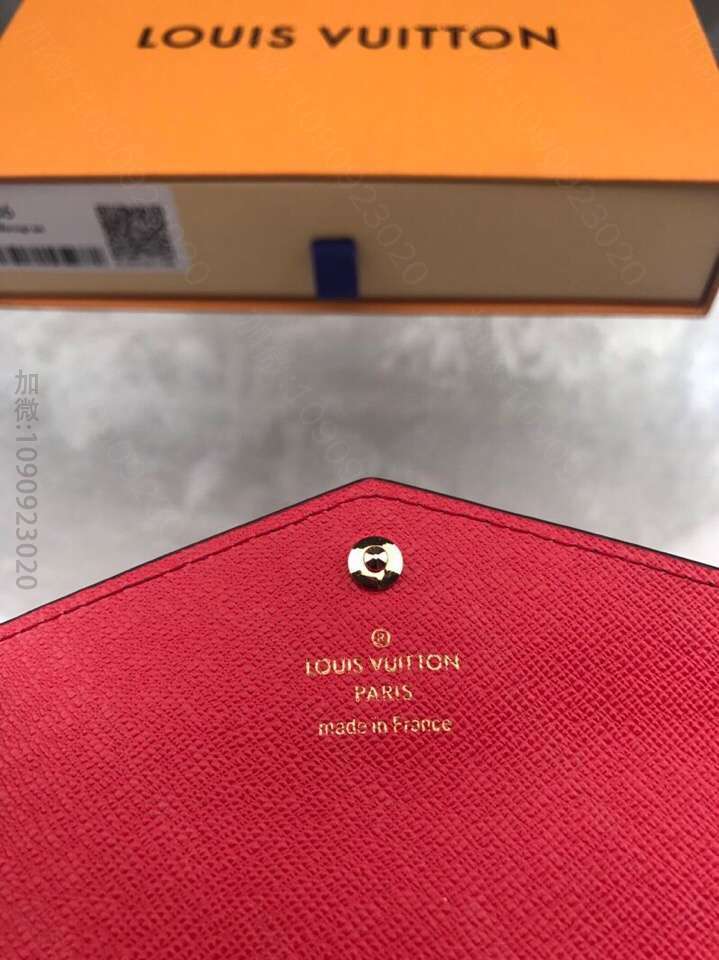 LOUIS VUITTON
加微:1090923020
®
LOUIS VUITTON
PARIS
made in France